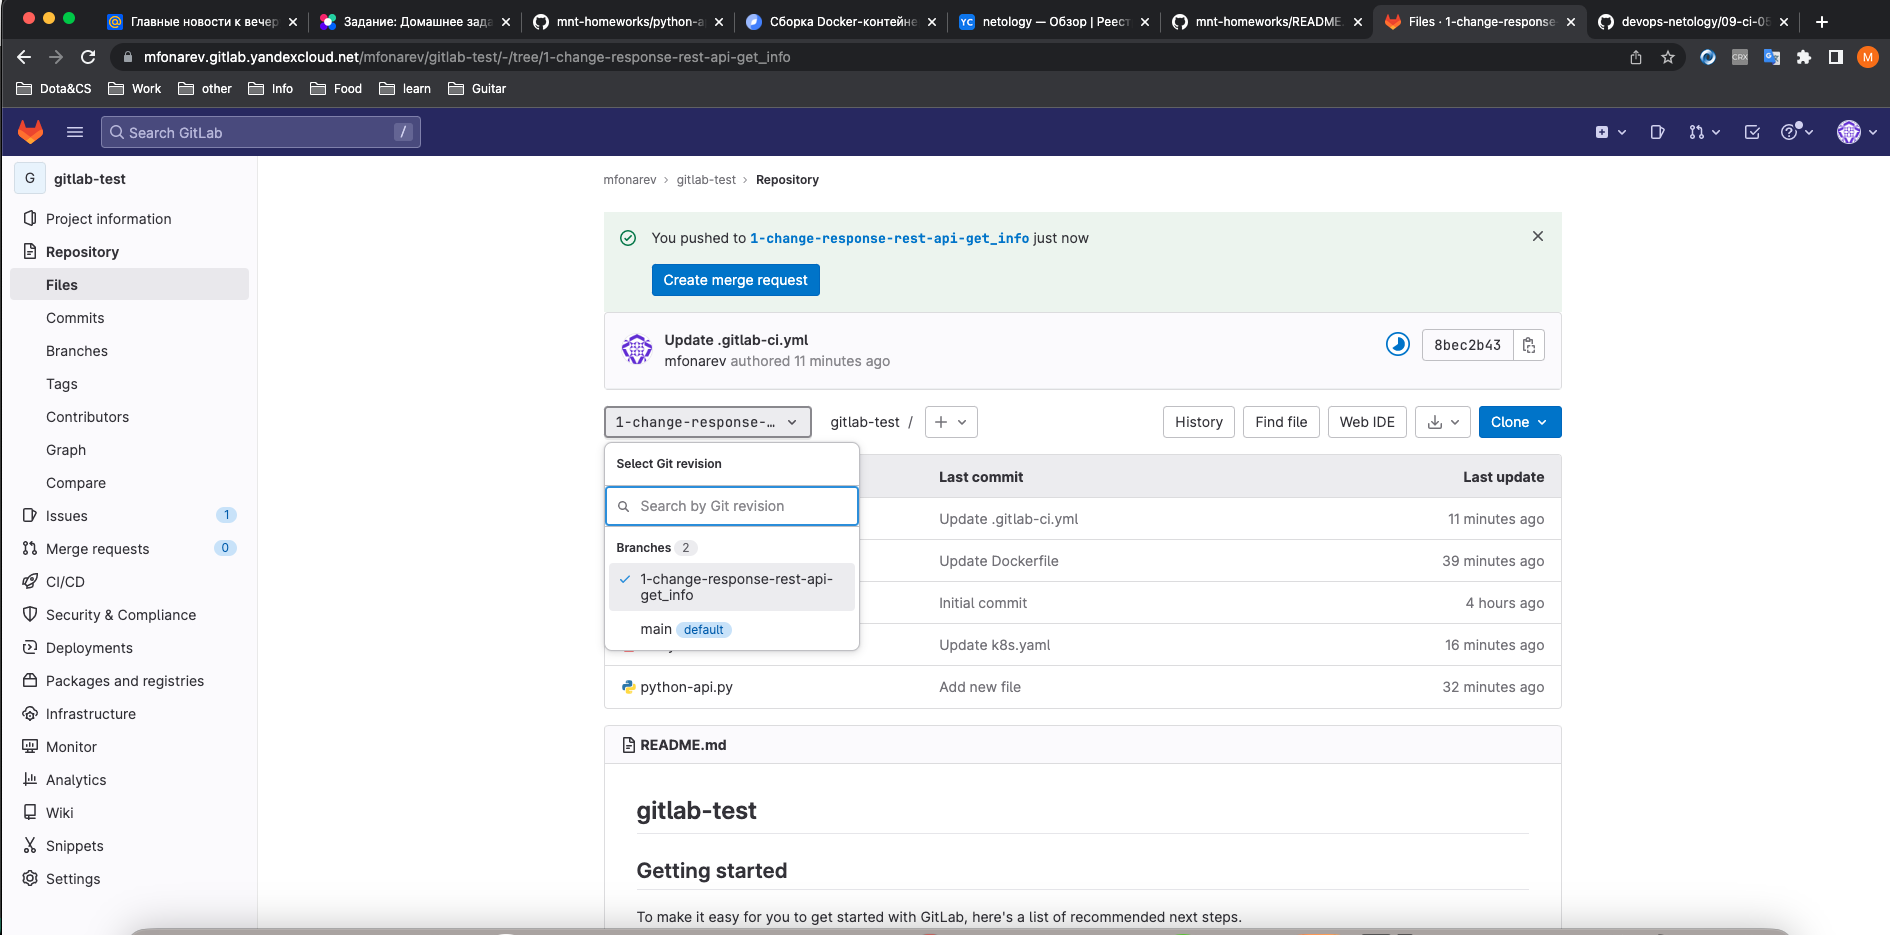 Главные новости к вечер
Задание: Домашнее зада
mnt-homeworks/python-a
Сборка Docker-контейне
netology — Обзор | Реест
mnt-homeworks/README.
Files · 1-change-response-
devops-netology/09-ci-05
mfonarev.gitlab.yandexcloud.net/mfonarev/gitlab-test/-/tree/1-change-response-rest-api-get_info
CRX
M
Dota&CS Work other Info Food learn Guitar
Search GitLab /
G gitlab-test
Project information
Repository
Files
Commits
Branches
Tags
Contributors
Graph
Compare
Issues 1
Merge requests 0
CI/CD
Security & Compliance
Deployments
Packages and registries
Infrastructure
Monitor
Analytics
Wiki
Snippets
Settings
mfonarev › gitlab-test › Repository
You pushed to 1-change-response-rest-api-get_info just now
Create merge request
Update .gitlab-ci.yml
mfonarev authored 11 minutes ago
8bec2b43
1-change-response-… gitlab-test / +
History Find file Web IDE Clone
Select Git revision
Search by Git revision
Branches 2
1-change-response-rest-api-
get_info
main default
Last commit Last update
Update .gitlab-ci.yml 11 minutes ago
Update Dockerfile 39 minutes ago
Initial commit 4 hours ago
Update k8s.yaml 16 minutes ago
python-api.py Add new file 32 minutes ago
README.md
gitlab-test
Getting started
To make it easy for you to get started with GitLab, here's a list of recommended next steps.